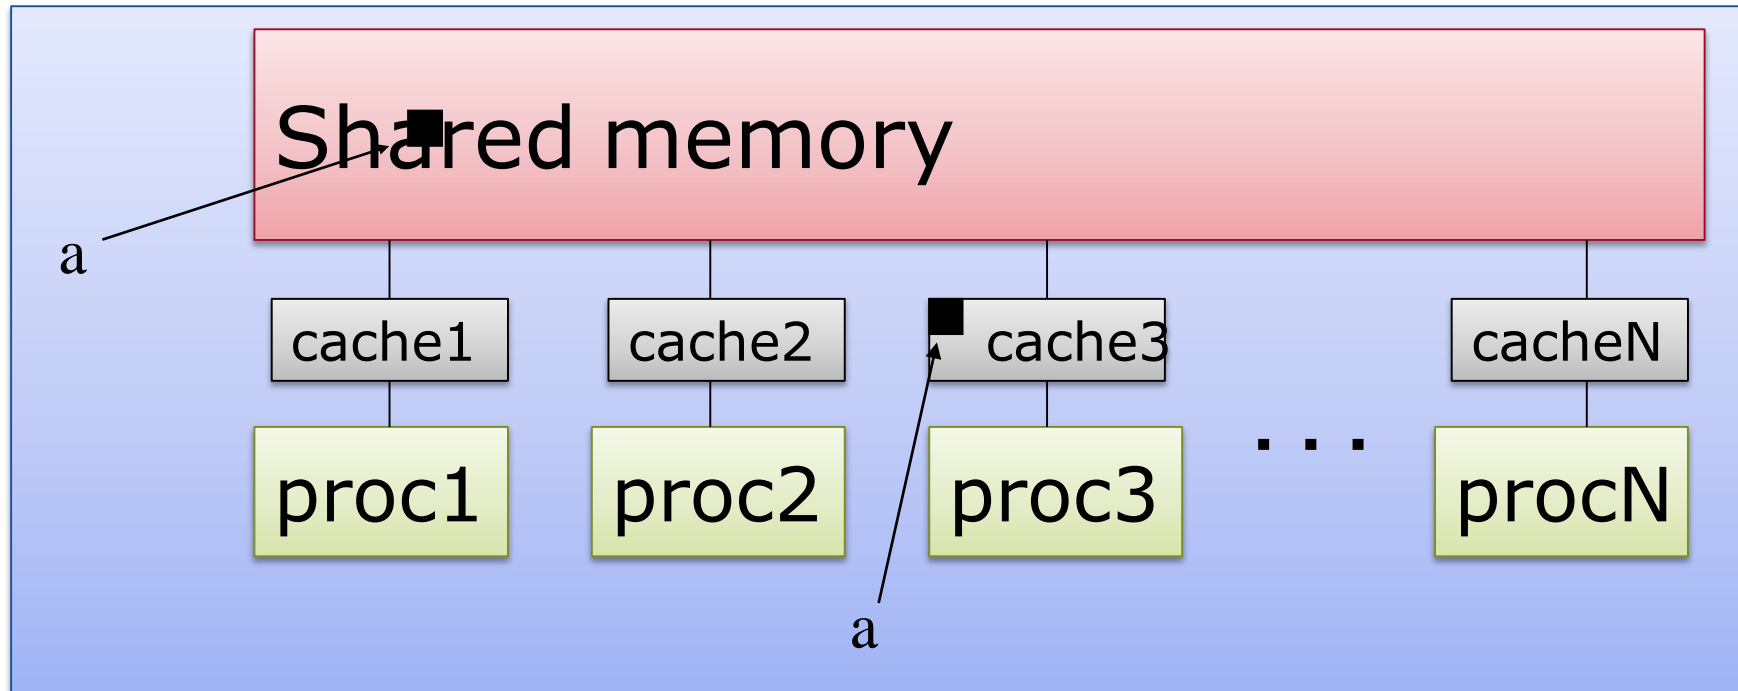 Shared memory
a
cache1 cache2 cache3 cacheN
. . .
proc1 proc2 proc3 procN
a